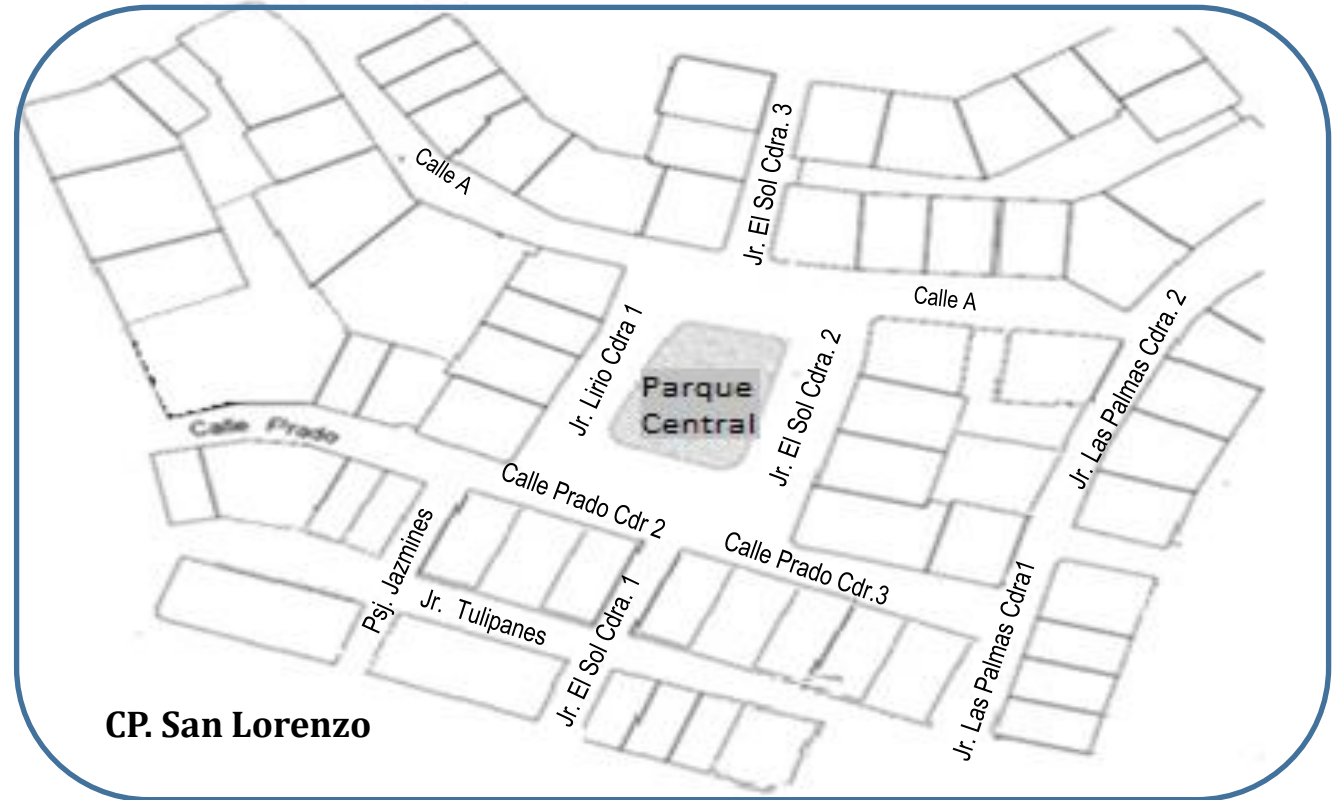 Jr. El Sol Cdra. 3
Calle A
Calle A
Jr. Lirio Cdra 1
Parque
Central
Jr. El Sol Cdra. 2
Jr. Las Palmas Cdra. 2
Calle Prado
Calle Prado Cdr 2
Calle Prado Cdr.3
Psj. Jazmines
Jr. Tulipanes
Jr. El Sol Cdra. 1
Jr. Las Palmas Cdra1
CP. San Lorenzo